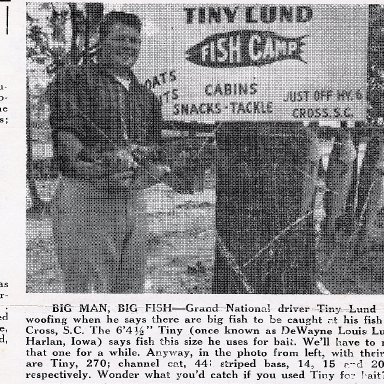 TINY LUND
FISH CAMP
BOATS
CABINS
SNACKS-TACKLE
JUST OFF HY. 6
CROSS, S.C.
BIG MAN, BIG FISH—Grand National driver Tiny Lund
woofing when he says there are big fish to be caught at his fish
Cross, S.C. The 6'4½" Tiny (once known as DeWayne Louis Lu
Harlan, Iowa) says fish this size he uses for bait. We'll have to
that one for a while. Anyway, in the photo from left, with thri
are Tiny, 270; channel cat, 44; striped bass, 14, 15 and 20
respectively. Wonder what you'd catch if you used Tiny for bait?